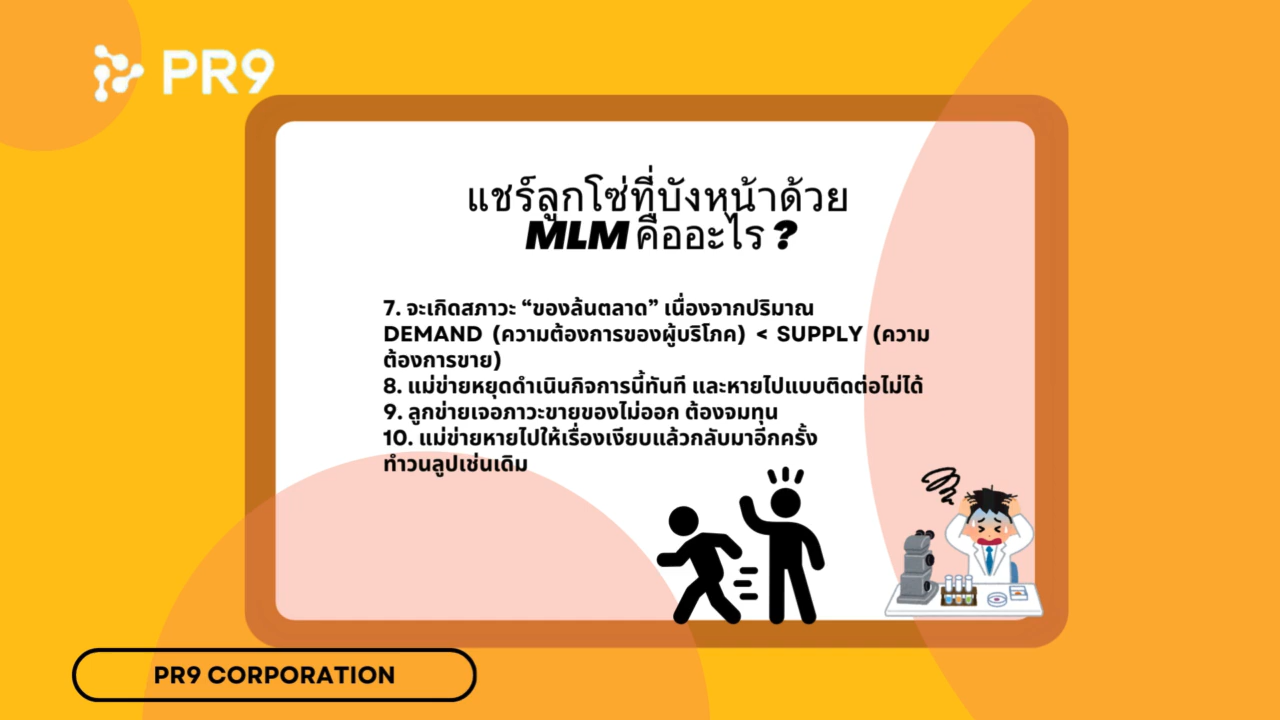 PR9
แชร์ลูกโซ่ที่บังหน้าด้วย
MLM คืออะไร ?
7. จะเกิดสภาวะ “ของล้นตลาด” เนื่องจากปริมาณ
DEMAND (ความต้องการของผู้บริโภค) < SUPPLY (ความ
ต้องการขาย)
8. แม่ข่ายหยุดดำเนินกิจการนี้ทันที และหายไปแบบติดต่อไม่ได้
9. ลูกข่ายเจอภาวะขายของไม่ออก ต้องจมทุน
10. แม่ข่ายหายไปให้เรื่องเงียบแล้วกลับมาอีกครั้ง
ทำวนลูปเช่นเดิม
PR9 CORPORATION